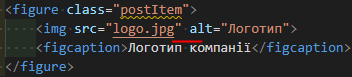 <figure class="postItem">
<img src="logo.jpg" alt="Логотип">
<figcaption>Логотип компанії</figcaption>
</figure>